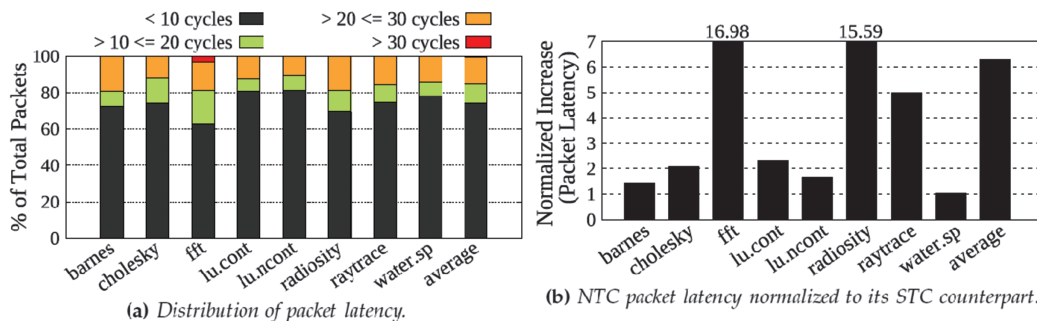 < 10 cycles
> 20 <= 30 cycles
> 10 <= 20 cycles
> 30 cycles
% of Total Packets
100
80
60
40
20
0
barnes
cholesky
fft
lu.cont
lu.ncont
radiosity
raytrace
water.sp
average
(a) Distribution of packet latency.
16.98
15.59
Normalized Increase
(Packet Latency)
7
6
5
4
3
2
1
0
barnes
cholesky
fft
lu.cont
lu.ncont
radiosity
raytrace
water.sp
average
(b) NTC packet latency normalized to its STC counterpart.